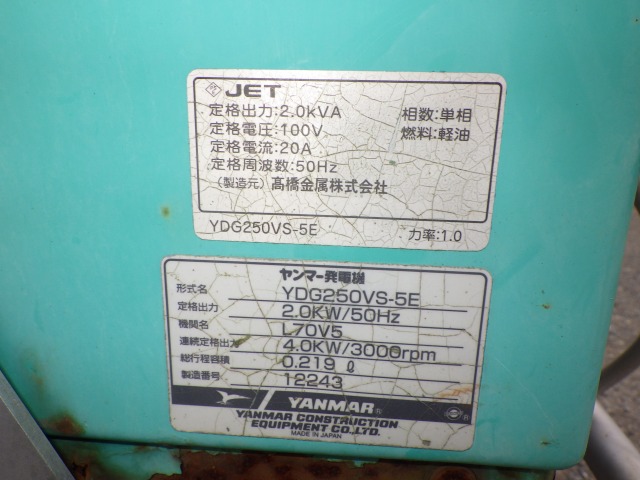 JET
定格出力:2.0kVA 相数:単相
定格電圧:100V 燃料:軽油
定格電流:20A
定格周波数:50Hz
(製造元)髙橋金属株式会社
YDG250VS-5E 力率:1.0
ヤンマー発電機
形式名 YDG250VS-5E
定格出力 2.0KW/50Hz
機関名 L70V5
連続定格出力 4.0KW/3000rpm
総行程容積 0.219 ℓ
製造番号 12243
YANMAR
YANMAR CONSTRUCTION
EQUIPMENT CO.,LTD.
MADE IN JAPAN